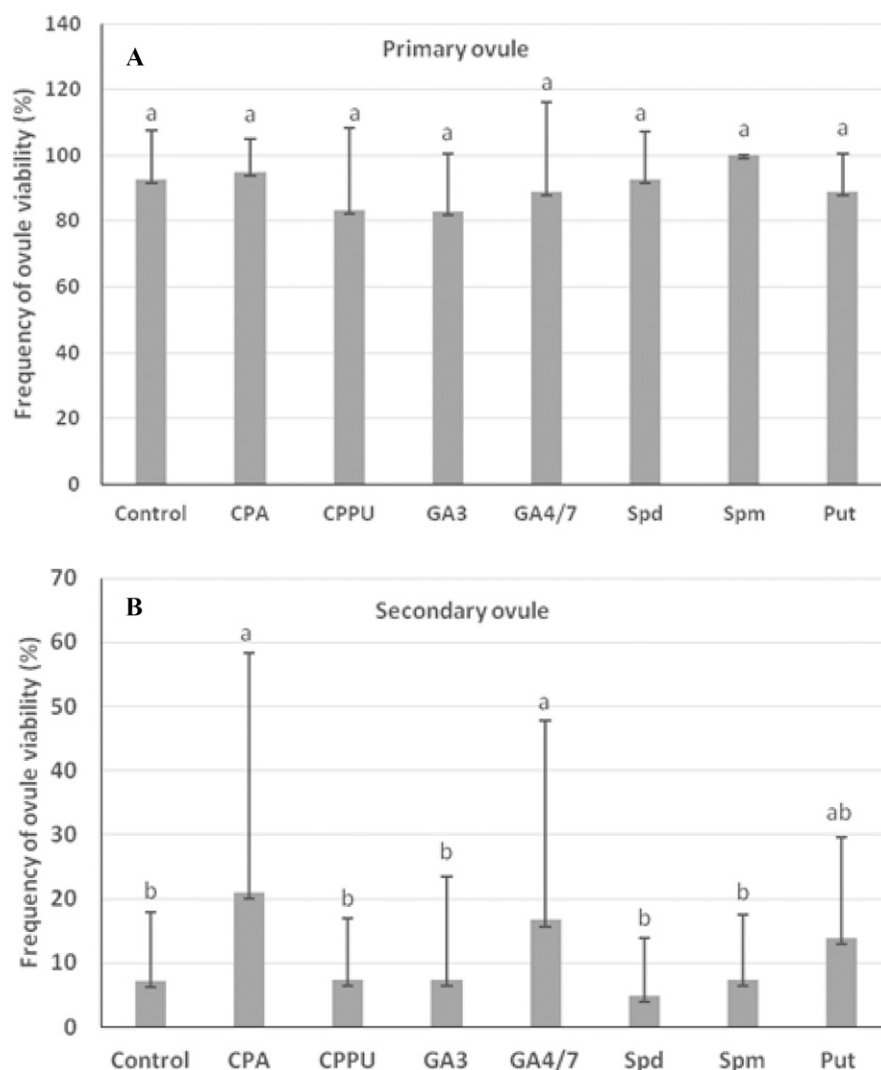 140
A
Primary ovule
120
100
80
60
40
20
0
Frequency of ovule viability (%)
a a a a a a a a
Control CPA CPPU GA3 GA4/7 Spd Spm Put
70
B
Secondary ovule
60
50
40
30
20
10
0
Frequency of ovule viability (%)
b a b b a b b ab
Control CPA CPPU GA3 GA4/7 Spd Spm Put